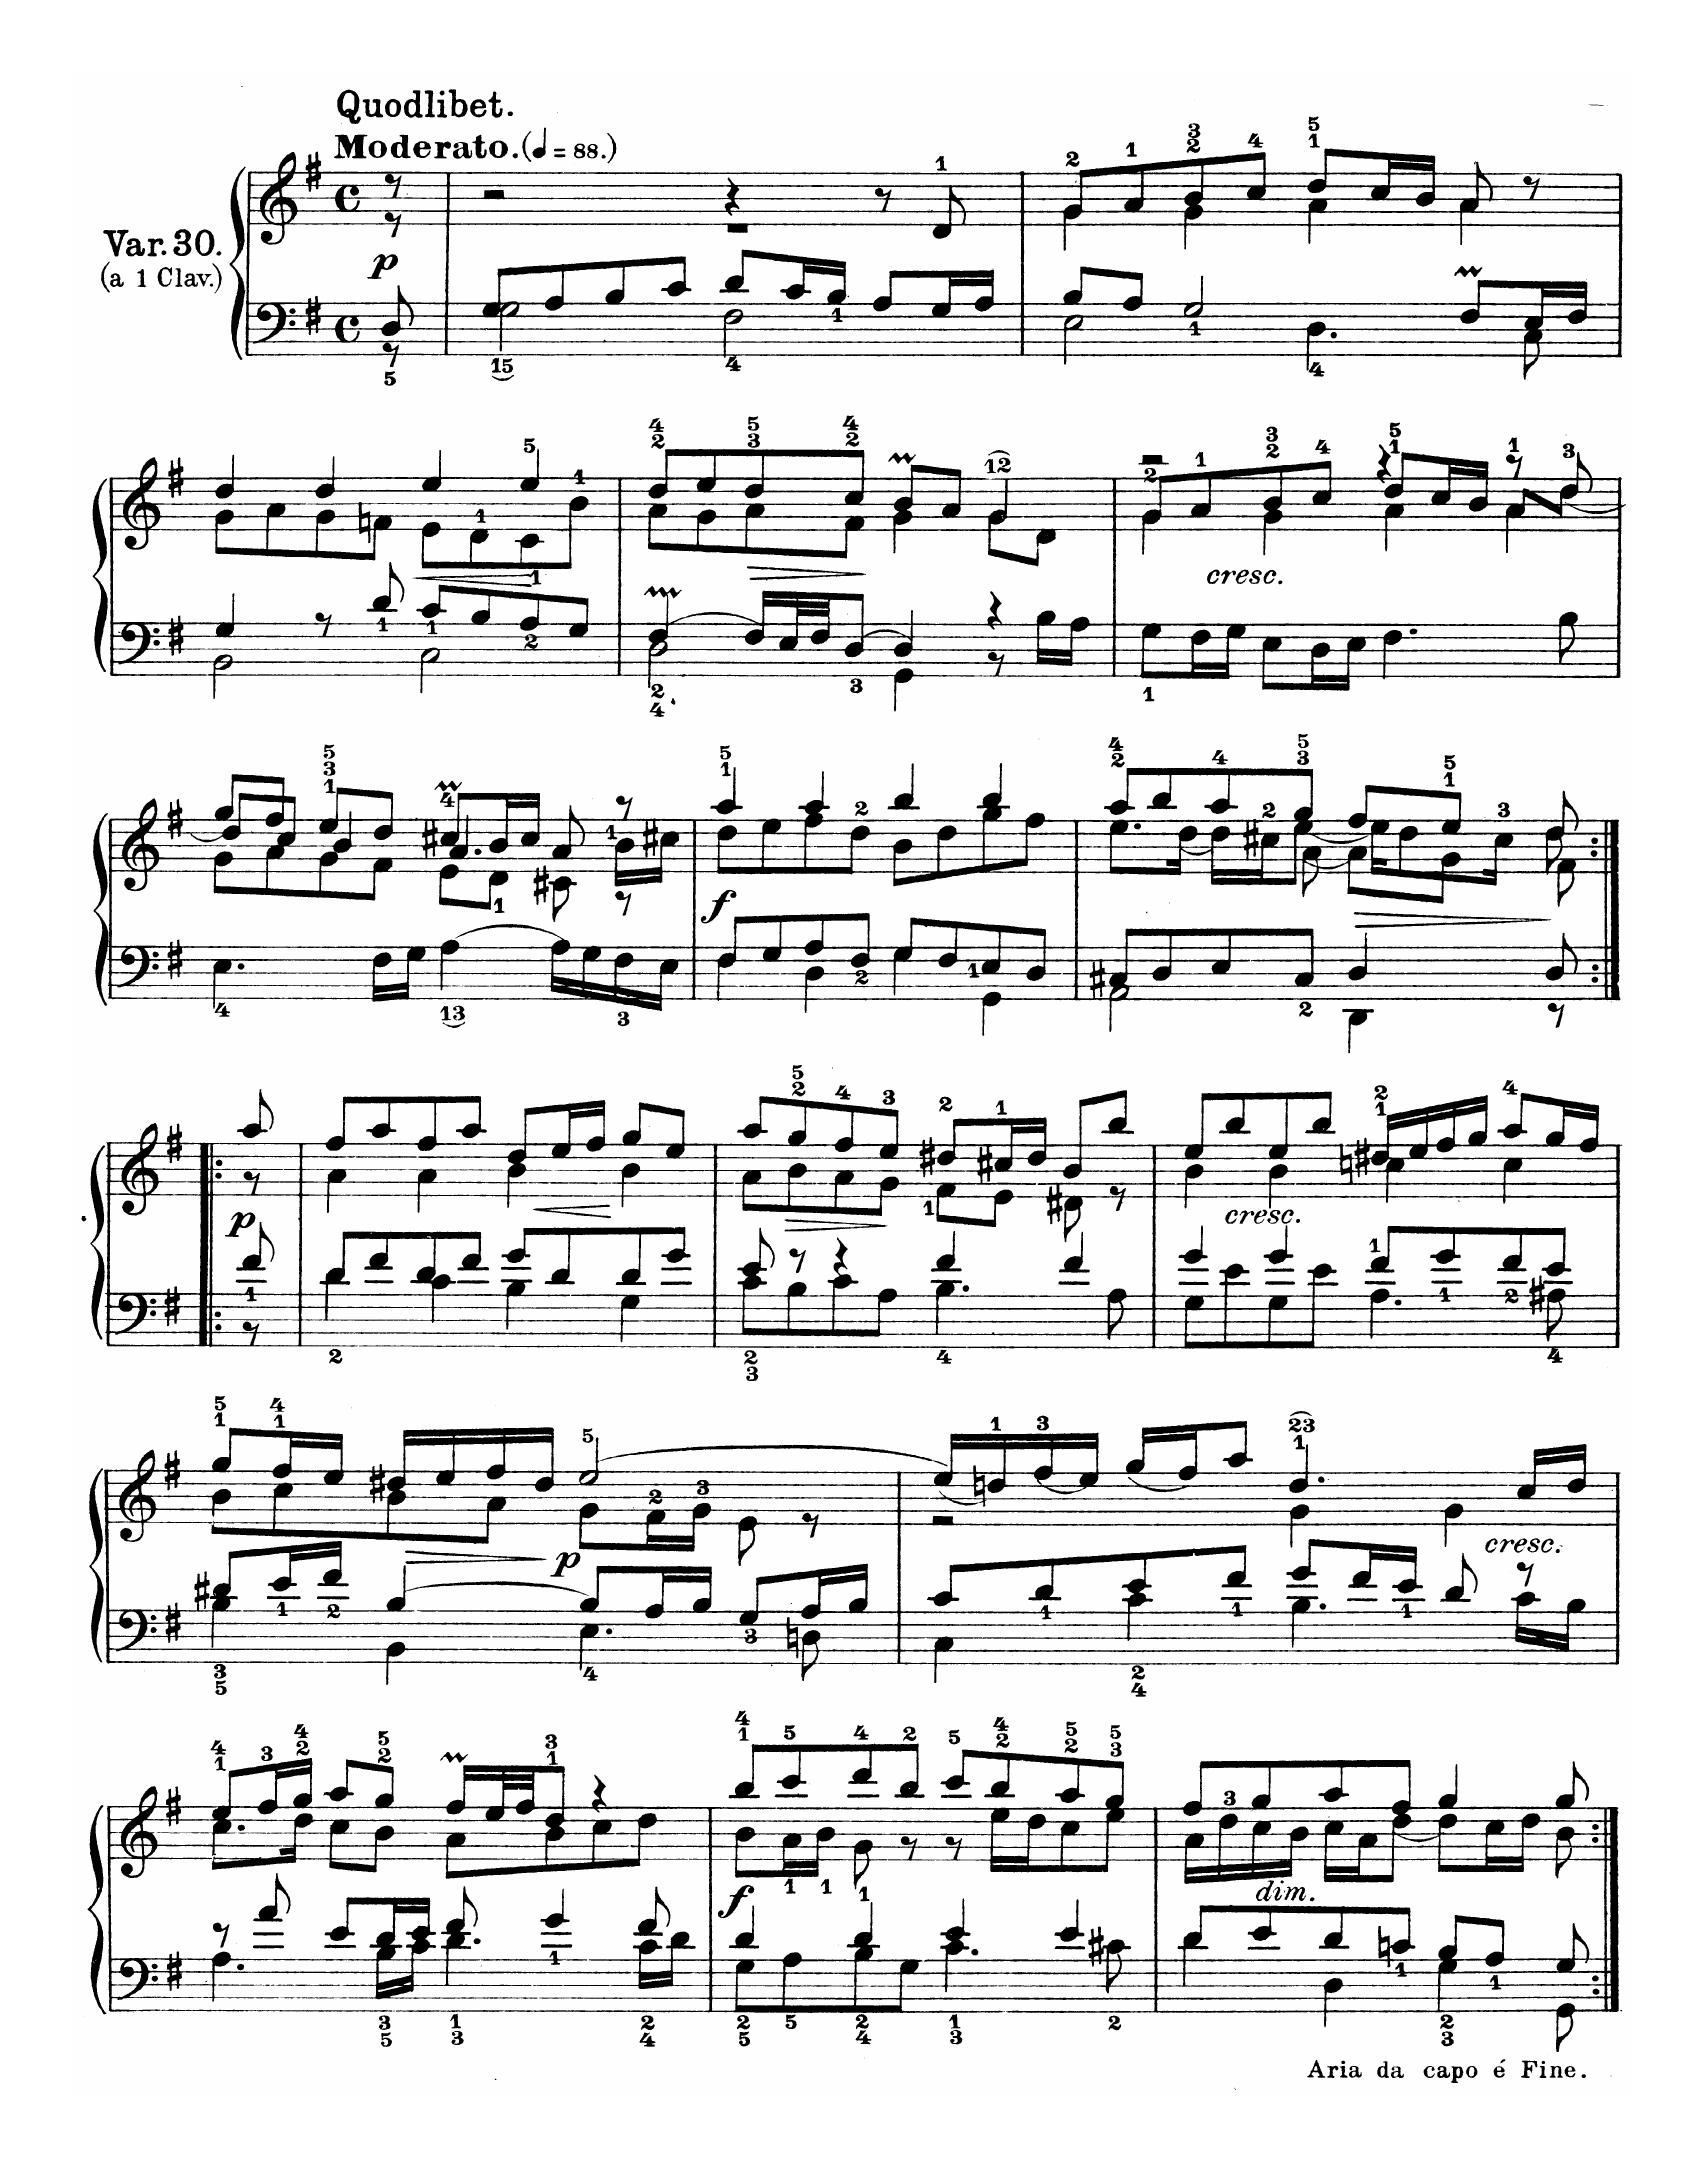 Quodlibet.
Moderato. (♩ = 88.)
Var. 30.
(a 1 Clav.)
p
cresc.
f
p
cresc.
p
cresc.
f
dim.
Aria da capo é Fine.